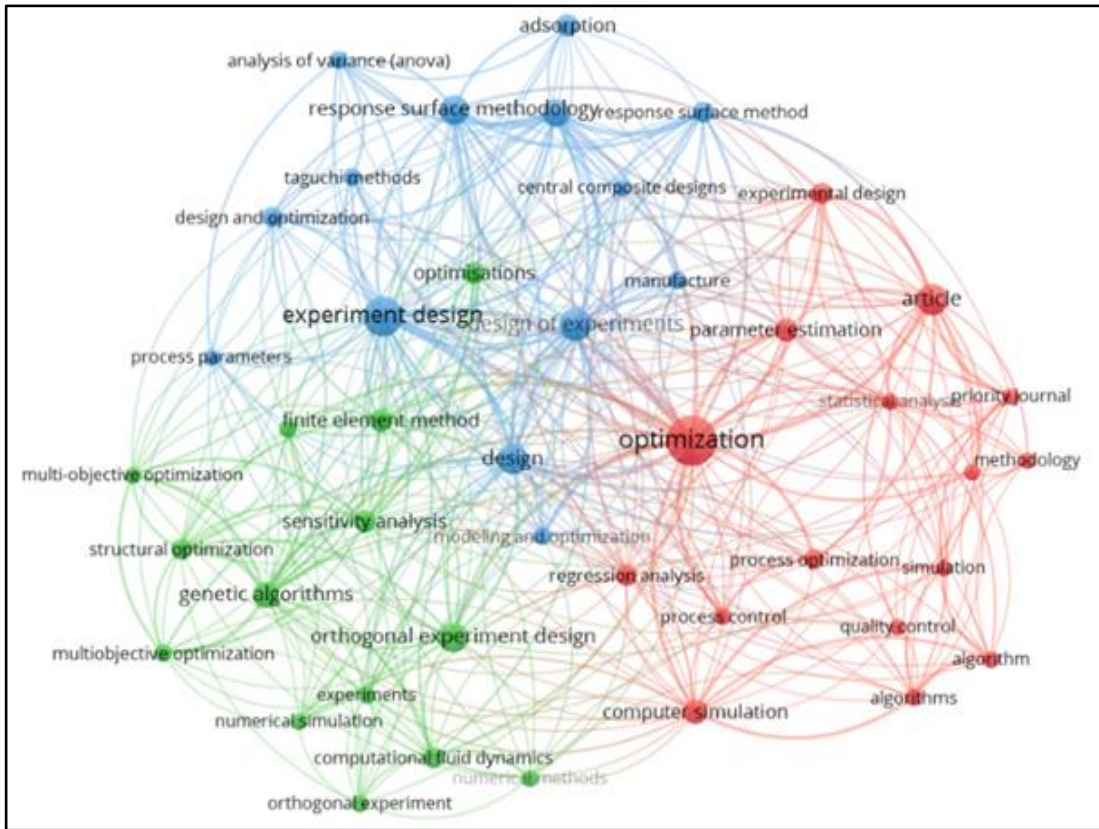 adsorption
analysis of variance (anova)
response surface methodology
response surface method
taguchi methods
central composite designs
experimental design
design and optimization
optimisations
manufacture
article
experiment design
design of experiments
parameter estimation
process parameters
statistical analysis
priority journal
finite element method
optimization
design
methodology
multi-objective optimization
sensitivity analysis
modeling and optimization
structural optimization
process optimization
simulation
regression analysis
genetic algorithms
process control
quality control
orthogonal experiment design
multiobjective optimization
algorithm
experiments
algorithms
numerical simulation
computer simulation
computational fluid dynamics
numerical methods
orthogonal experiment